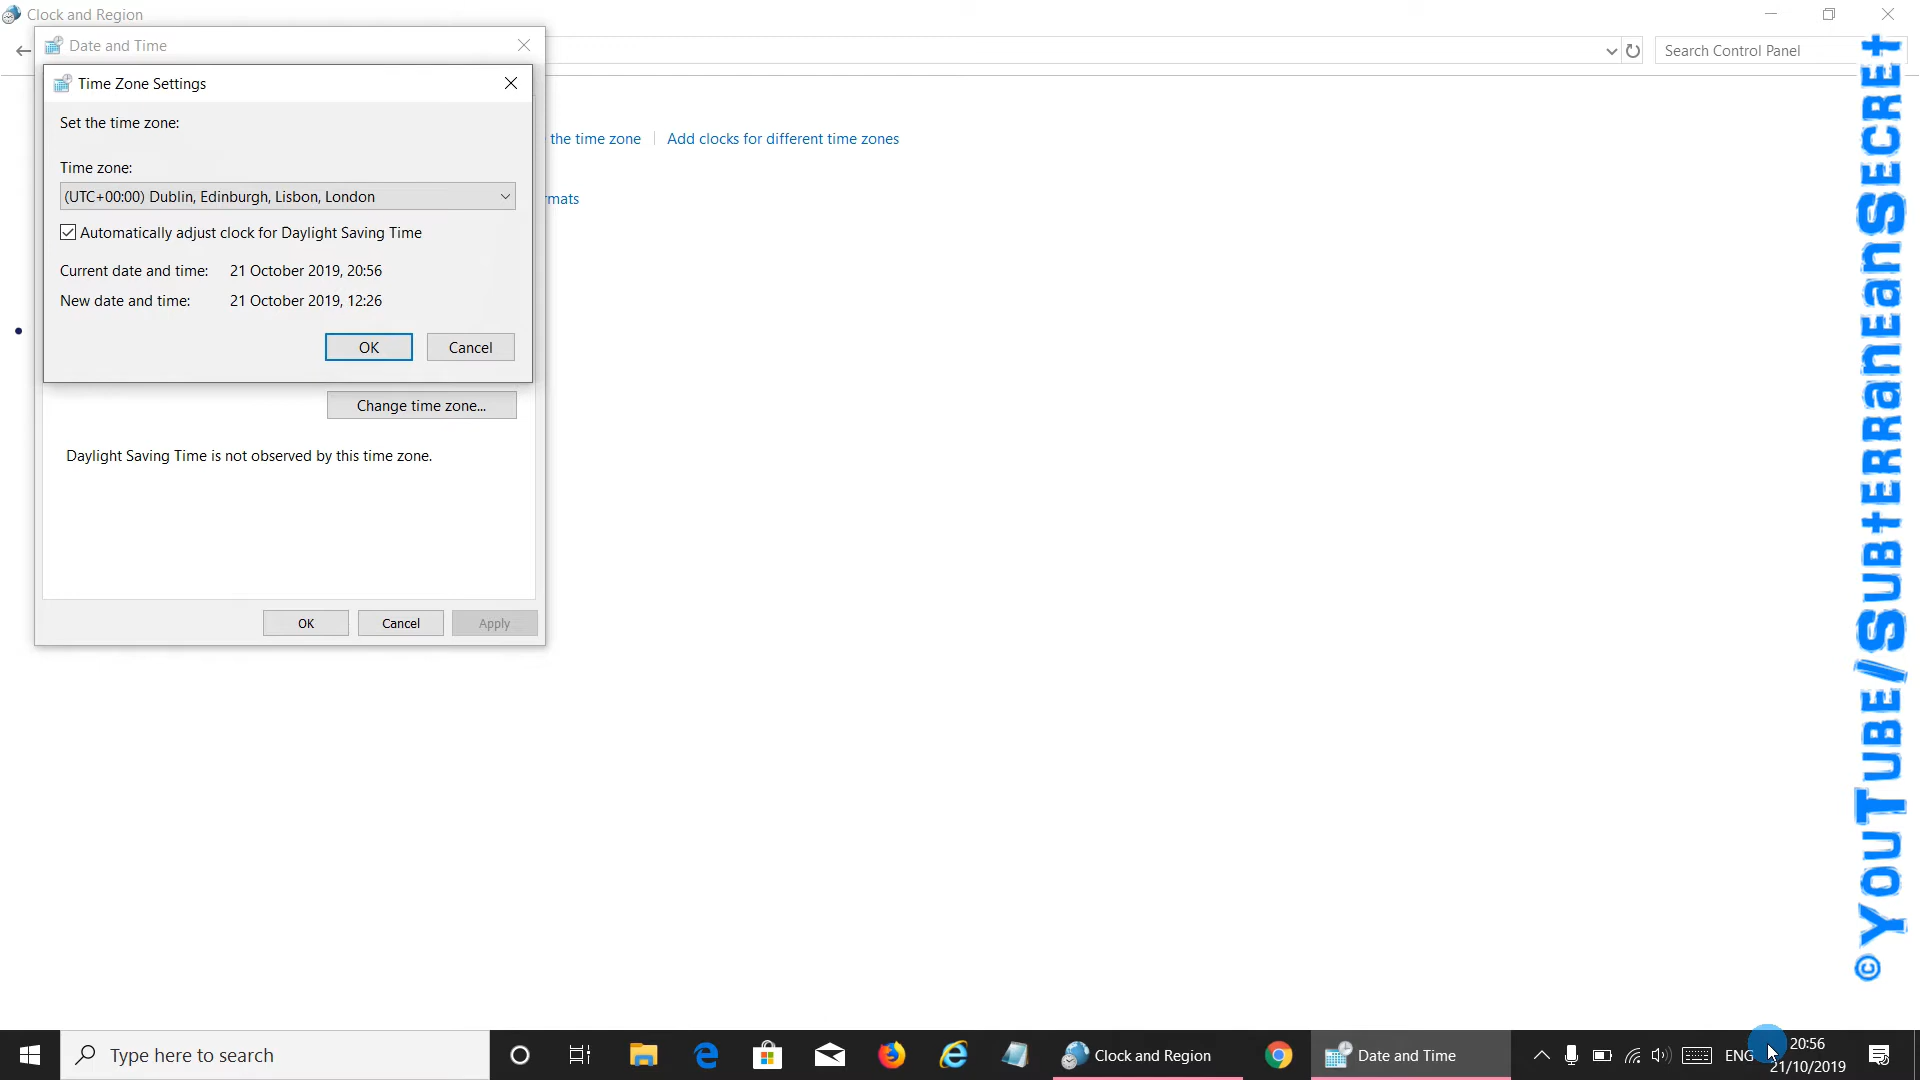 Clock and Region
Date and Time
Search Control Panel
Time Zone Settings
Set the time zone:
the time zone
Add clocks for different time zones
Time zone:
(UTC+00:00) Dublin, Edinburgh, Lisbon, London
rmats
Automatically adjust clock for Daylight Saving Time
Current date and time: 21 October 2019, 20:56
New date and time: 21 October 2019, 12:26
OK
Cancel
Change time zone...
Daylight Saving Time is not observed by this time zone.
OK
Cancel
Apply
©YouTube/SubtErraneanSecret
Type here to search
Clock and Region
Date and Time
ENG
20:56
21/10/2019